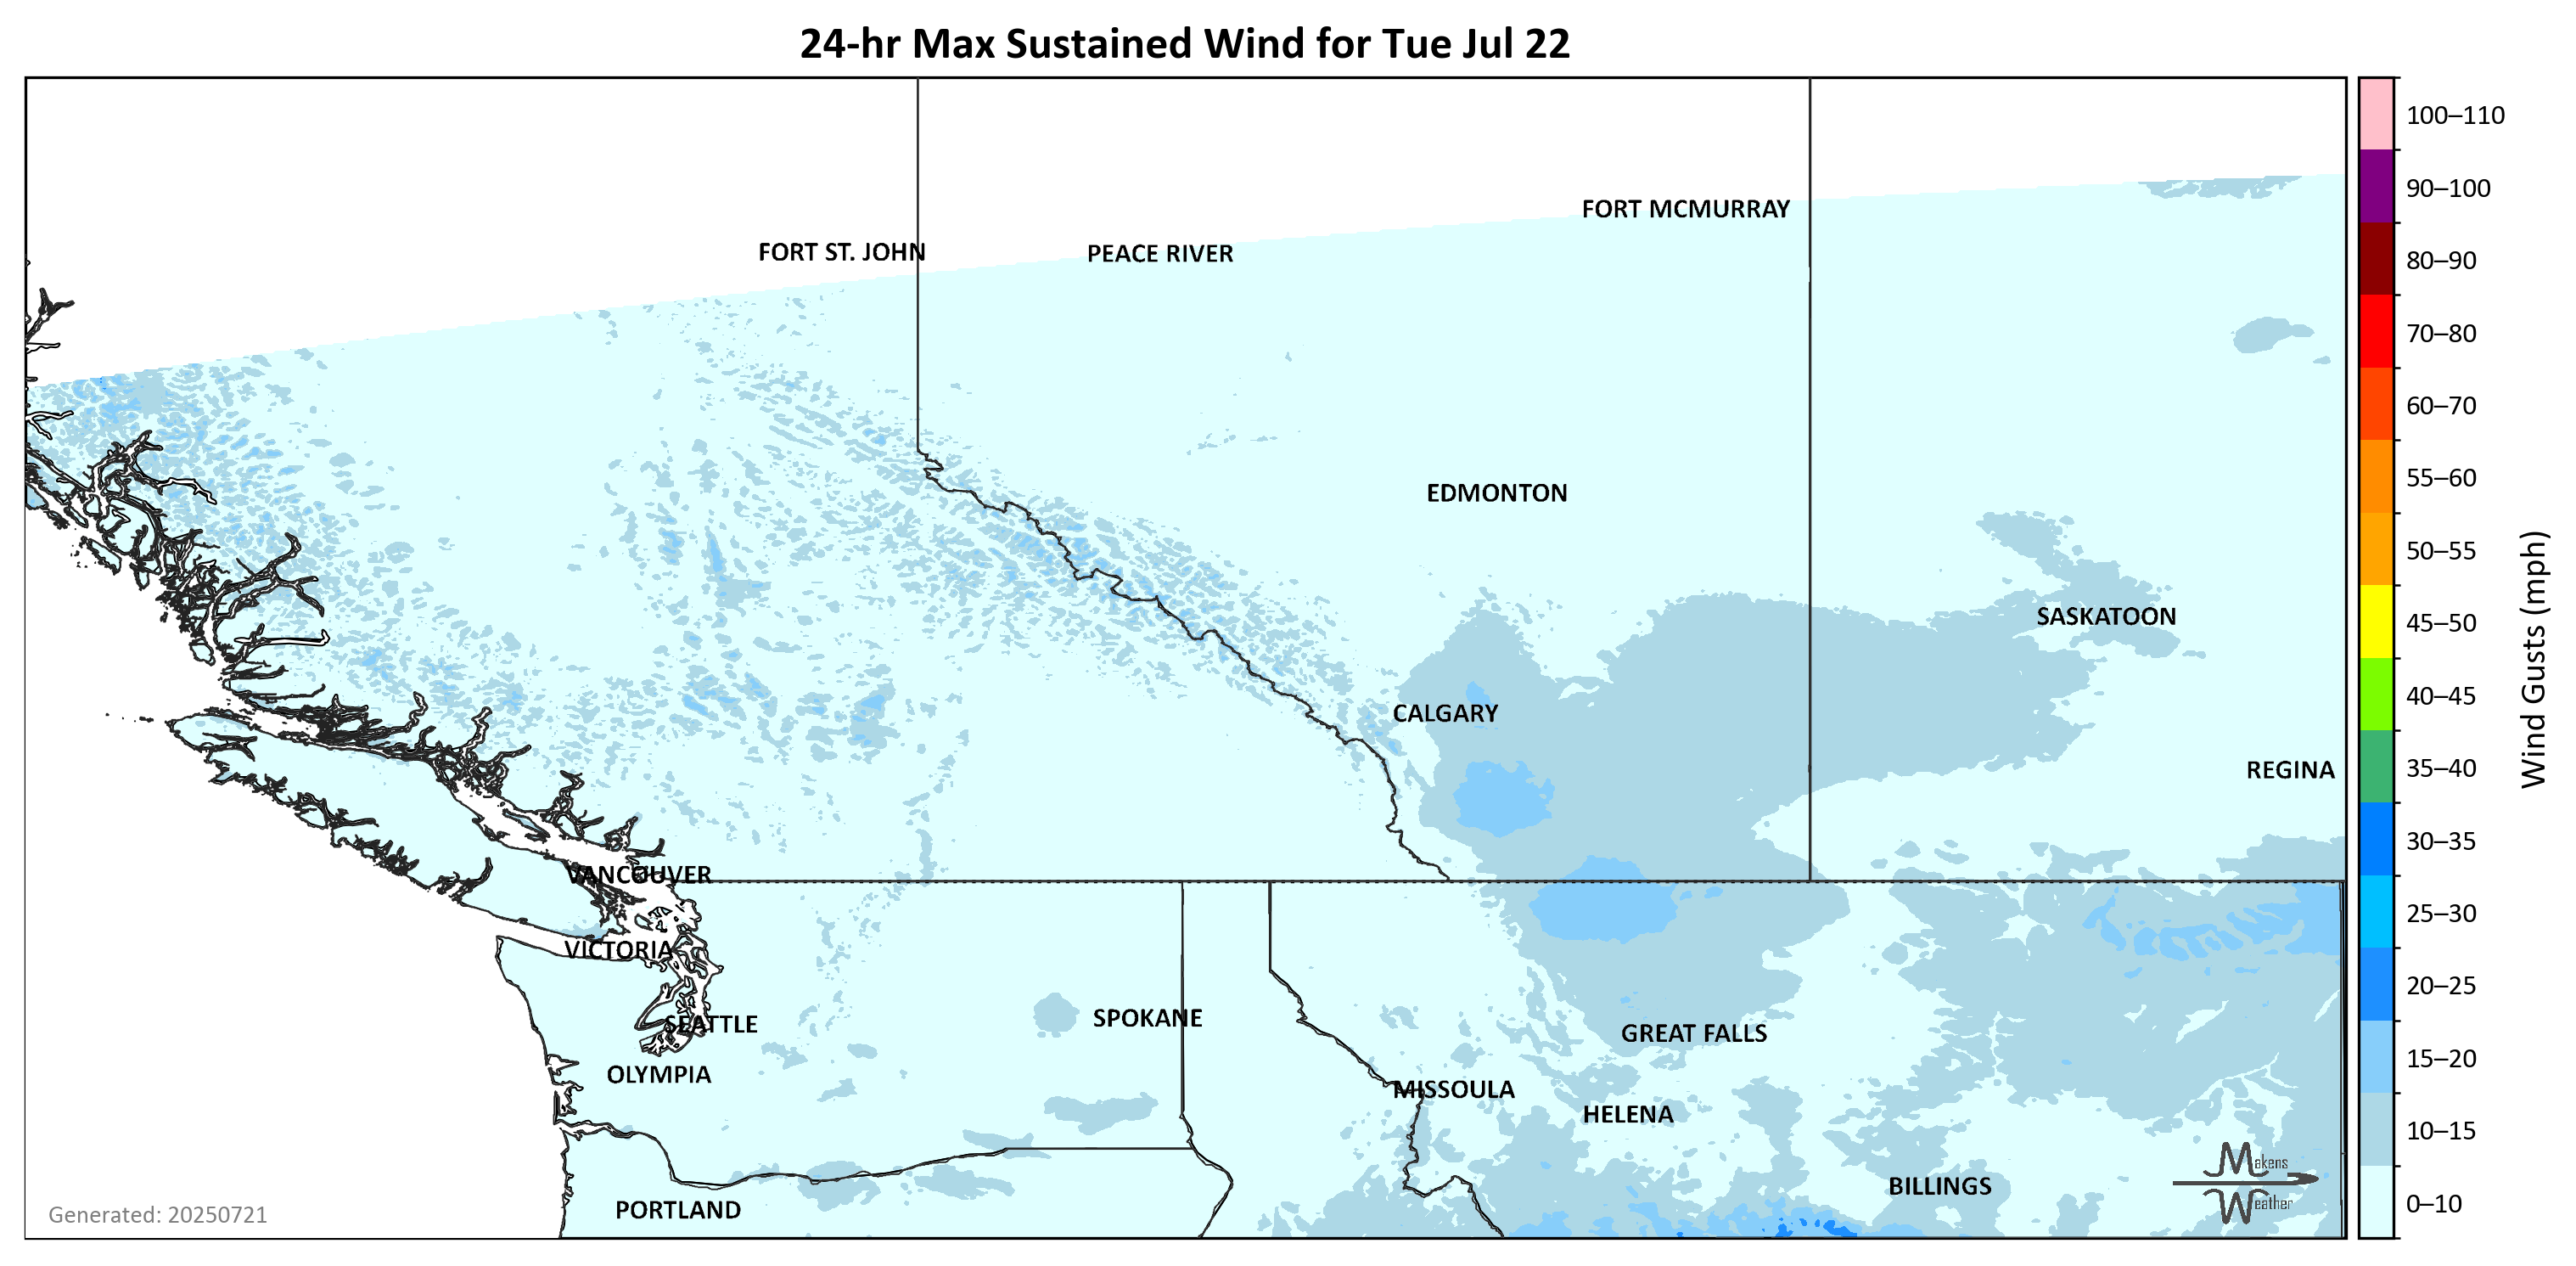 24-hr Max Sustained Wind for Tue Jul 22
100–110
90–100
80–90
70–80
60–70
55–60
50–55
45–50
40–45
35–40
30–35
25–30
20–25
15–20
10–15
0–10
Wind Gusts (mph)
FORT MCMURRAY
FORT ST. JOHN
PEACE RIVER
EDMONTON
SASKATOON
CALGARY
REGINA
VANCOUVER
VICTORIA
SPOKANE
SEATTLE
GREAT FALLS
OLYMPIA
MISSOULA
HELENA
BILLINGS
PORTLAND
Makens
Weather
Generated: 20250721